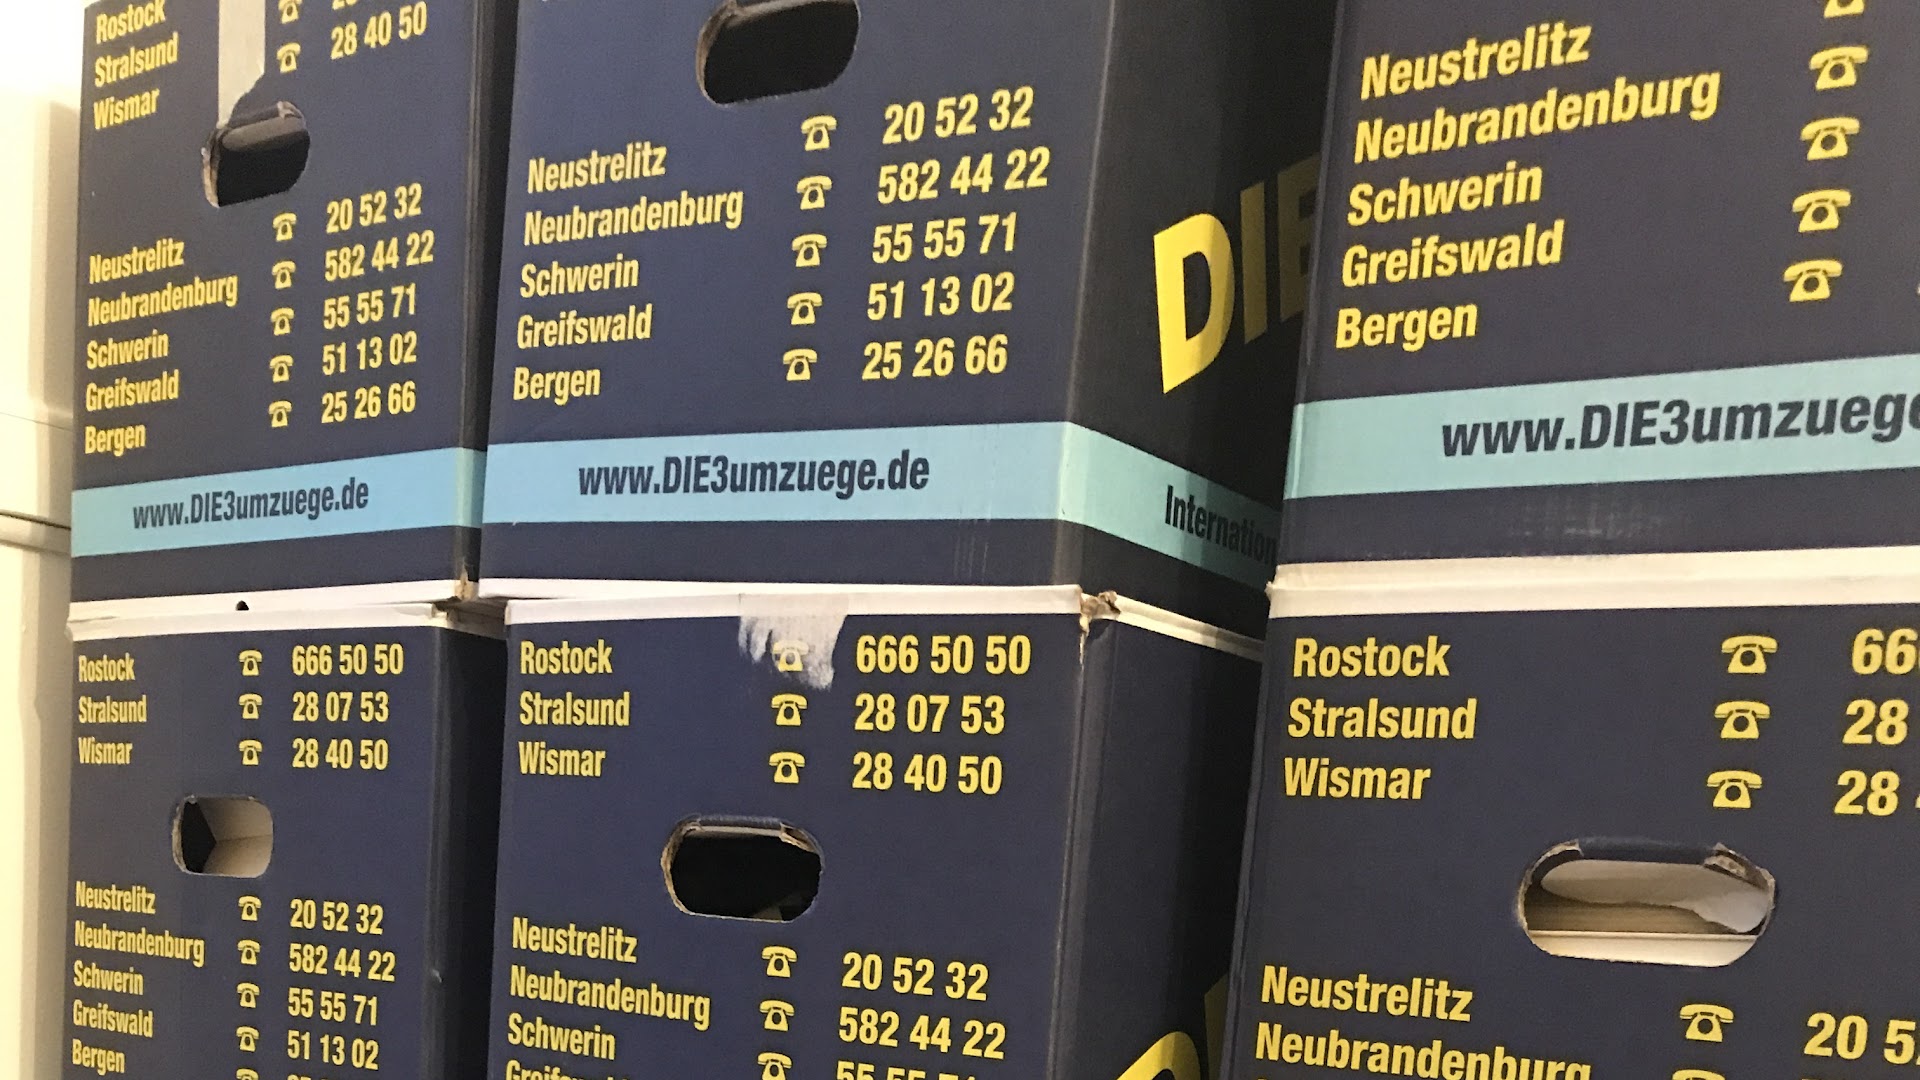 Rostock
Stralsund ☎ 28 40 50
Wismar
☎ 20 52 32
Neustrelitz ☎ 582 44 22
Neubrandenburg ☎ 55 55 71
Schwerin ☎ 51 13 02
Greifswald ☎ 25 26 66
Bergen
www.DIE3umzuege.de
☎ 20 52 32
Neustrelitz ☎ 582 44 22
Neubrandenburg ☎ 55 55 71
Schwerin ☎ 51 13 02
Greifswald ☎ 25 26 66
Bergen
www.DIE3umzuege.de
DIE
Internation
Neustrelitz
Neubrandenburg
Schwerin
Greifswald
Bergen
www.DIE3umzuege
Rostock ☎ 666 50 50
Stralsund ☎ 28 07 53
Wismar ☎ 28 40 50
Neustrelitz ☎ 20 52 32
Neubrandenburg ☎ 582 44 22
Schwerin ☎ 55 55 71
Greifswald ☎ 51 13 02
Bergen
Rostock ☎ 666 50 50
Stralsund ☎ 28 07 53
Wismar ☎ 28 40 50
Neustrelitz ☎ 20 52 32
Neubrandenburg ☎ 582 44 22
Schwerin ☎
D
Rostock ☎ 66
Stralsund ☎ 28
Wismar ☎ 28
Neustrelitz ☎ 20 5
Neubrandenburg